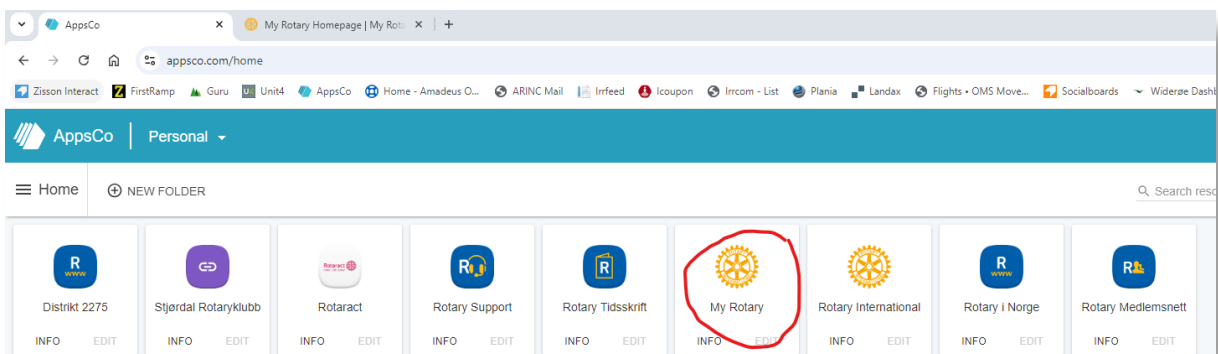 AppsCo
My Rotary Homepage | My Rota
appsco.com/home
Zisson Interact FirstRamp Guru Unit4 AppsCo Home - Amadeus O... ARINC Mail Irrfeed Icoupon Irrcom - List Plania Landax Flights • OMS Move... Socialboards Widerøe Dashb
AppsCo Personal
Home NEW FOLDER Search reso
R www
R
R
R www
R
Distrikt 2275 Stjørdal Rotaryklubb Rotaract Rotary Support Rotary Tidsskrift My Rotary Rotary International Rotary i Norge Rotary Medlemsnett
INFO EDIT INFO EDIT INFO EDIT INFO EDIT INFO EDIT INFO EDIT INFO EDIT INFO EDIT INFO EDIT